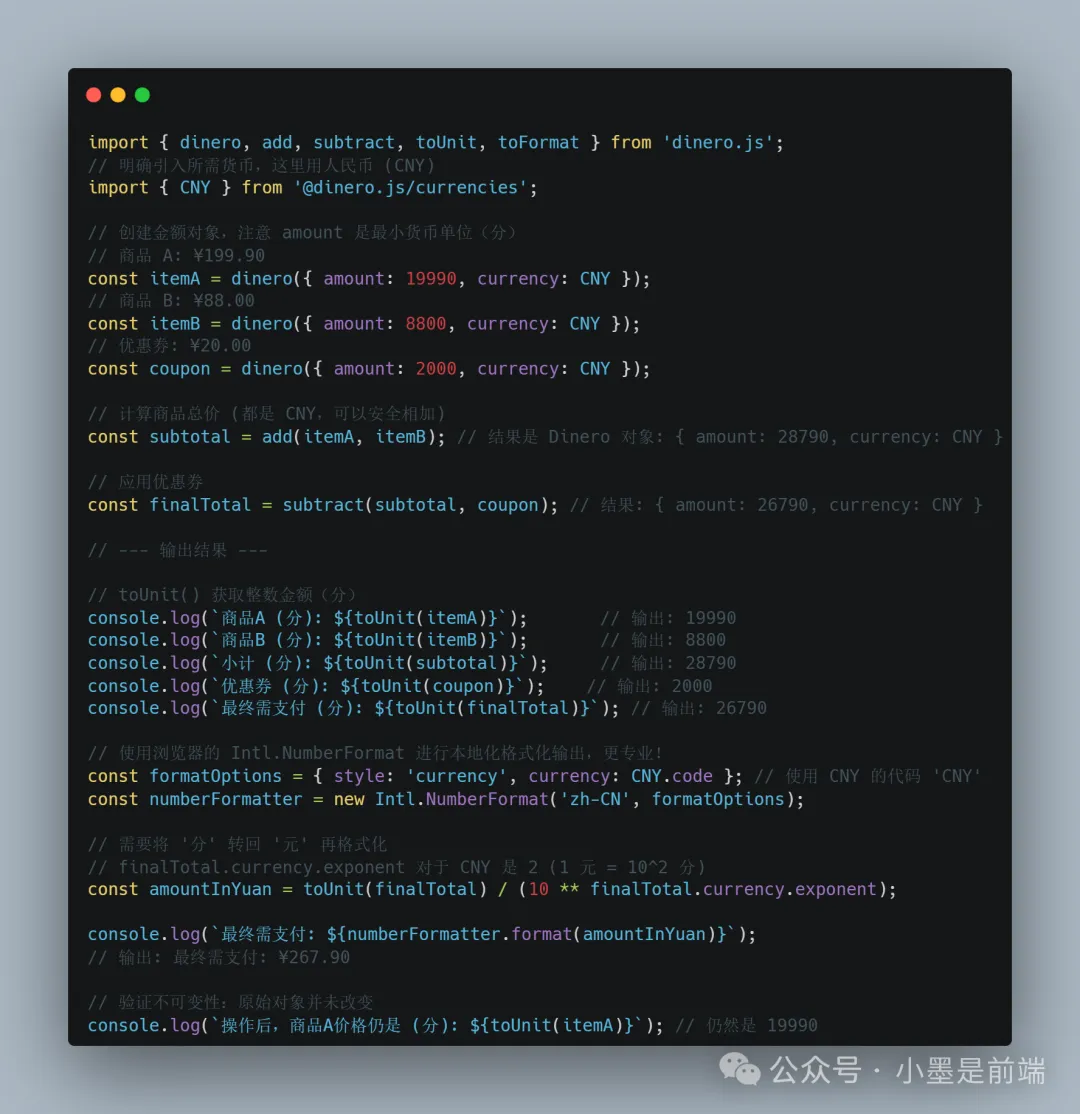 import { dinero, add, subtract, toUnit, toFormat } from 'dinero.js';
// 明确引入所需货币，这里用人民币 (CNY)
import { CNY } from '@dinero.js/currencies';
// 创建金额对象，注意 amount 是最小货币单位（分）
// 商品 A: ¥199.90
const itemA = dinero({ amount: 19990, currency: CNY });
// 商品 B: ¥88.00
const itemB = dinero({ amount: 8800, currency: CNY });
// 优惠券: ¥20.00
const coupon = dinero({ amount: 2000, currency: CNY });
// 计算商品总价 (都是 CNY，可以安全相加)
const subtotal = add(itemA, itemB); // 结果是 Dinero 对象: { amount: 28790, currency: CNY }
// 应用优惠券
const finalTotal = subtract(subtotal, coupon); // 结果: { amount: 26790, currency: CNY }
// --- 输出结果 ---
// toUnit() 获取整数金额（分）
console.log(`商品A (分): ${toUnit(itemA)}`);       // 输出: 19990
console.log(`商品B (分): ${toUnit(itemB)}`);       // 输出: 8800
console.log(`小计 (分): ${toUnit(subtotal)}`);     // 输出: 28790
console.log(`优惠券 (分): ${toUnit(coupon)}`);    // 输出: 2000
console.log(`最终需支付 (分): ${toUnit(finalTotal)}`); // 输出: 26790
// 使用浏览器的 Intl.NumberFormat 进行本地化格式化输出，更专业！
const formatOptions = { style: 'currency', currency: CNY.code }; // 使用 CNY 的代码 'CNY'
const numberFormatter = new Intl.NumberFormat('zh-CN', formatOptions);
// 需要将 '分' 转回 '元' 再格式化
// finalTotal.currency.exponent 对于 CNY 是 2 (1 元 = 10^2 分)
const amountInYuan = toUnit(finalTotal) / (10 ** finalTotal.currency.exponent);
console.log(`最终需支付: ${numberFormatter.format(amountInYuan)}`);
// 输出: 最终需支付: ¥267.90
// 验证不可变性：原始对象并未改变
console.log(`操作后，商品A价格仍是 (分): ${toUnit(itemA)}`); // 仍然是 19990
公众号 · 小墨是前端